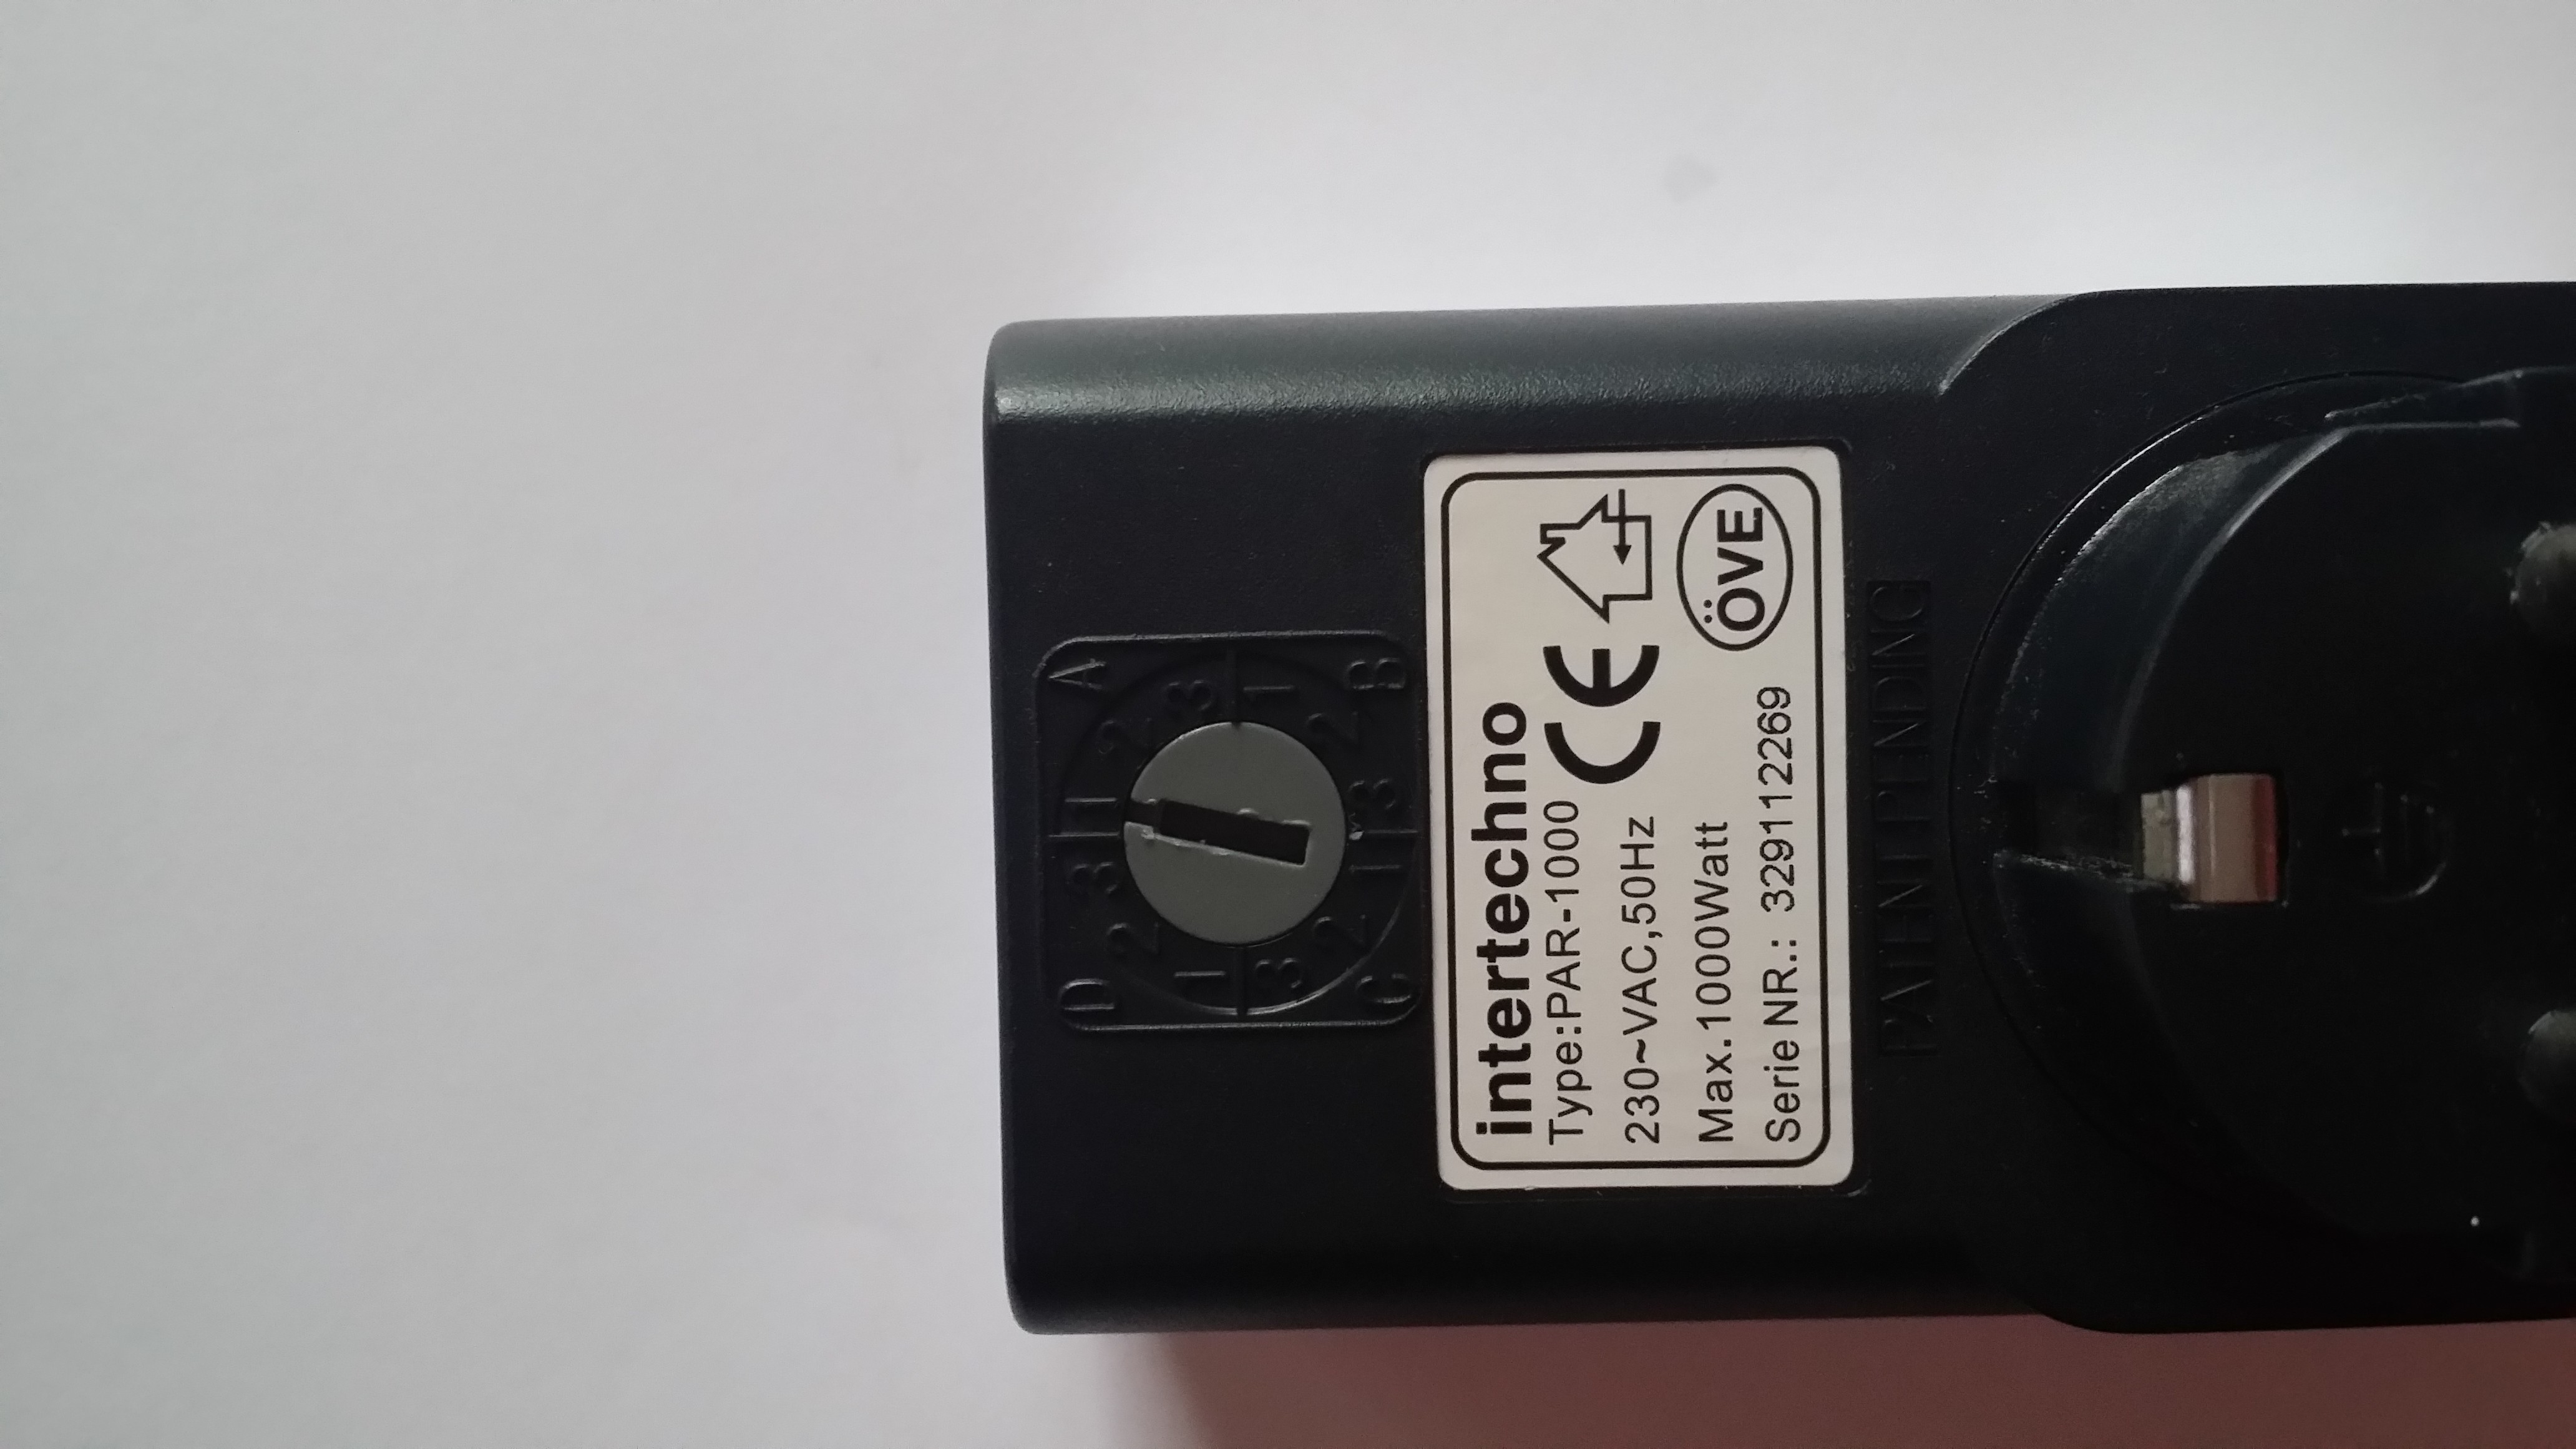 intertechno
Type:PAR-1000
230~VAC,50Hz
Max.1000Watt
Serie NR.: 329112269
CE
ÖVE
PATENT PENDING
A
1 2 3
B
1 2 3
C
1 2 3
D
1 2 3